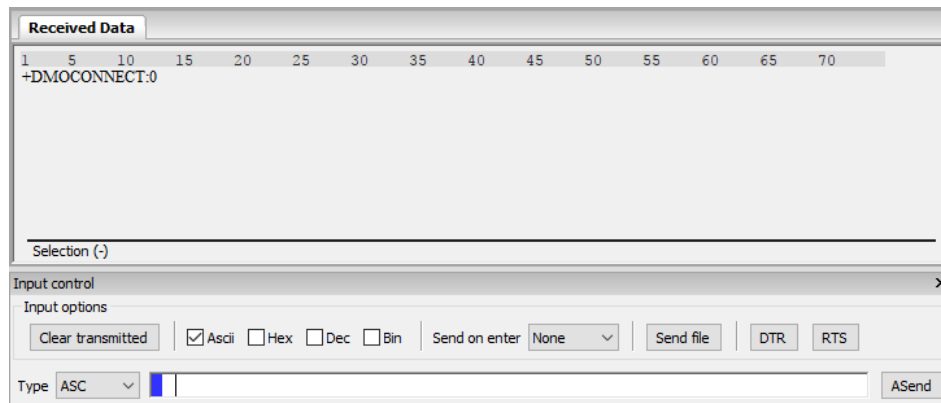 Received Data
1 5 10 15 20 25 30 35 40 45 50 55 60 65 70
+DMOCONNECT:0
Selection (-)
Input control
Input options
Clear transmitted Ascii Hex Dec Bin Send on enter None Send file DTR RTS
Type ASC ASend